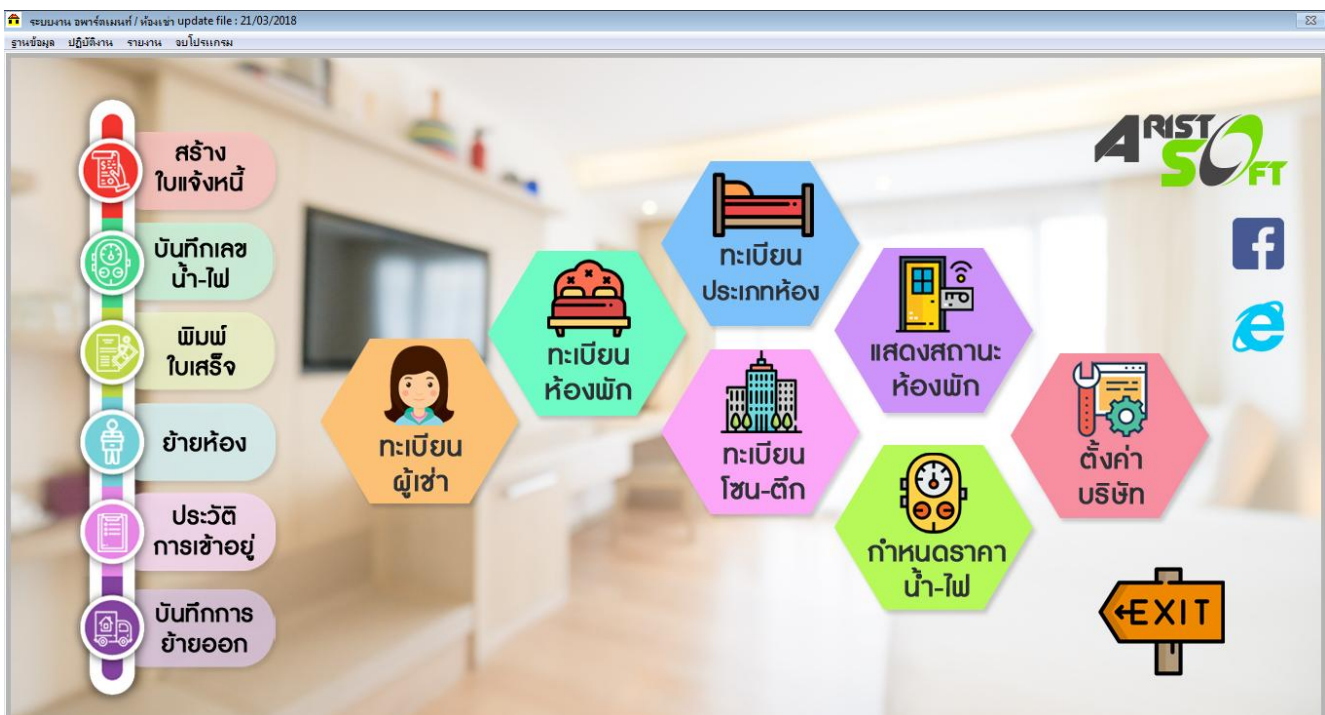 ระบบงาน อพาร์ตเมนท์ / ห้องเช่า update file : 21/03/2018
ฐานข้อมูล ปฏิบัติงาน รายงาน จบโปรแกรม
สร้าง
ใบแจ้งหนี้
บันทึกเลข
น้ำ-ไฟ
พิมพ์
ใบเสร็จ
ย้ายห้อง
ประวัติ
การเข้าอยู่
บันทึกการ
ย้ายออก
ทะเบียน
ผู้เช่า
ทะเบียน
ห้องพัก
ทะเบียน
ประเภทห้อง
ทะเบียน
โซน-ตึก
แสดงสถานะ
ห้องพัก
กำหนดราคา
น้ำ-ไฟ
ตั้งค่า
บริษัท
ARIST
SOFT
EXIT